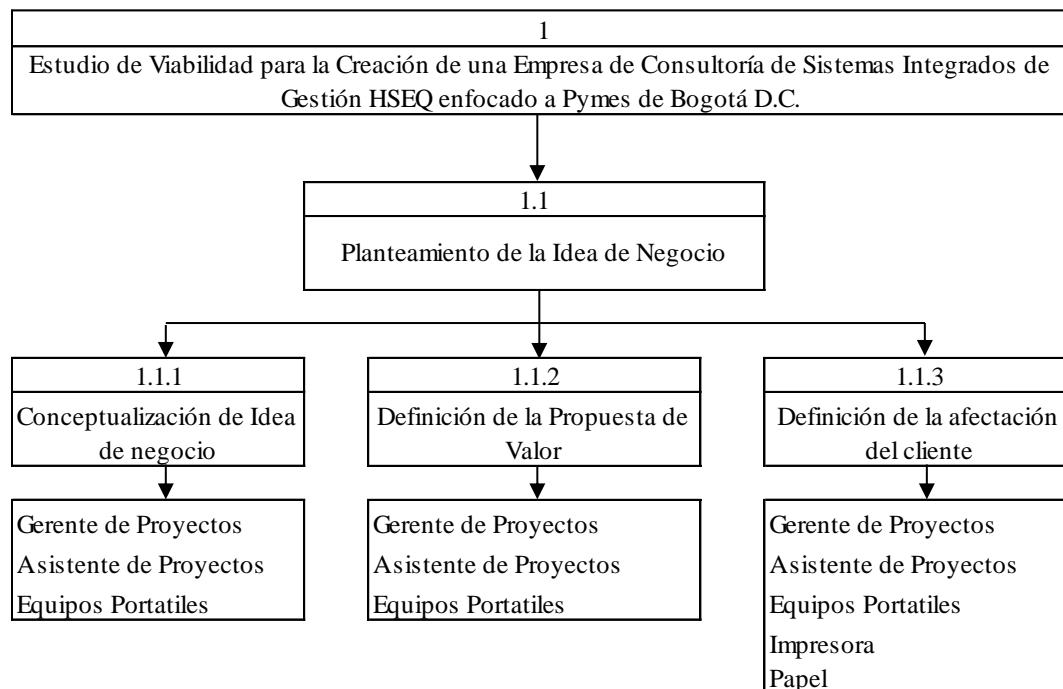 1
Estudio de Viabilidad para la Creación de una Empresa de Consultoría de Sistemas Integrados de
Gestión HSEQ enfocado a Pymes de Bogotá D.C.
1.1
Planteamiento de la Idea de Negocio
1.1.1
Conceptualización de Idea
de negocio
Gerente de Proyectos
Asistente de Proyectos
Equipos Portatiles
1.1.2
Definición de la Propuesta de
Valor
Gerente de Proyectos
Asistente de Proyectos
Equipos Portatiles
1.1.3
Definición de la afectación
del cliente
Gerente de Proyectos
Asistente de Proyectos
Equipos Portatiles
Impresora
Papel